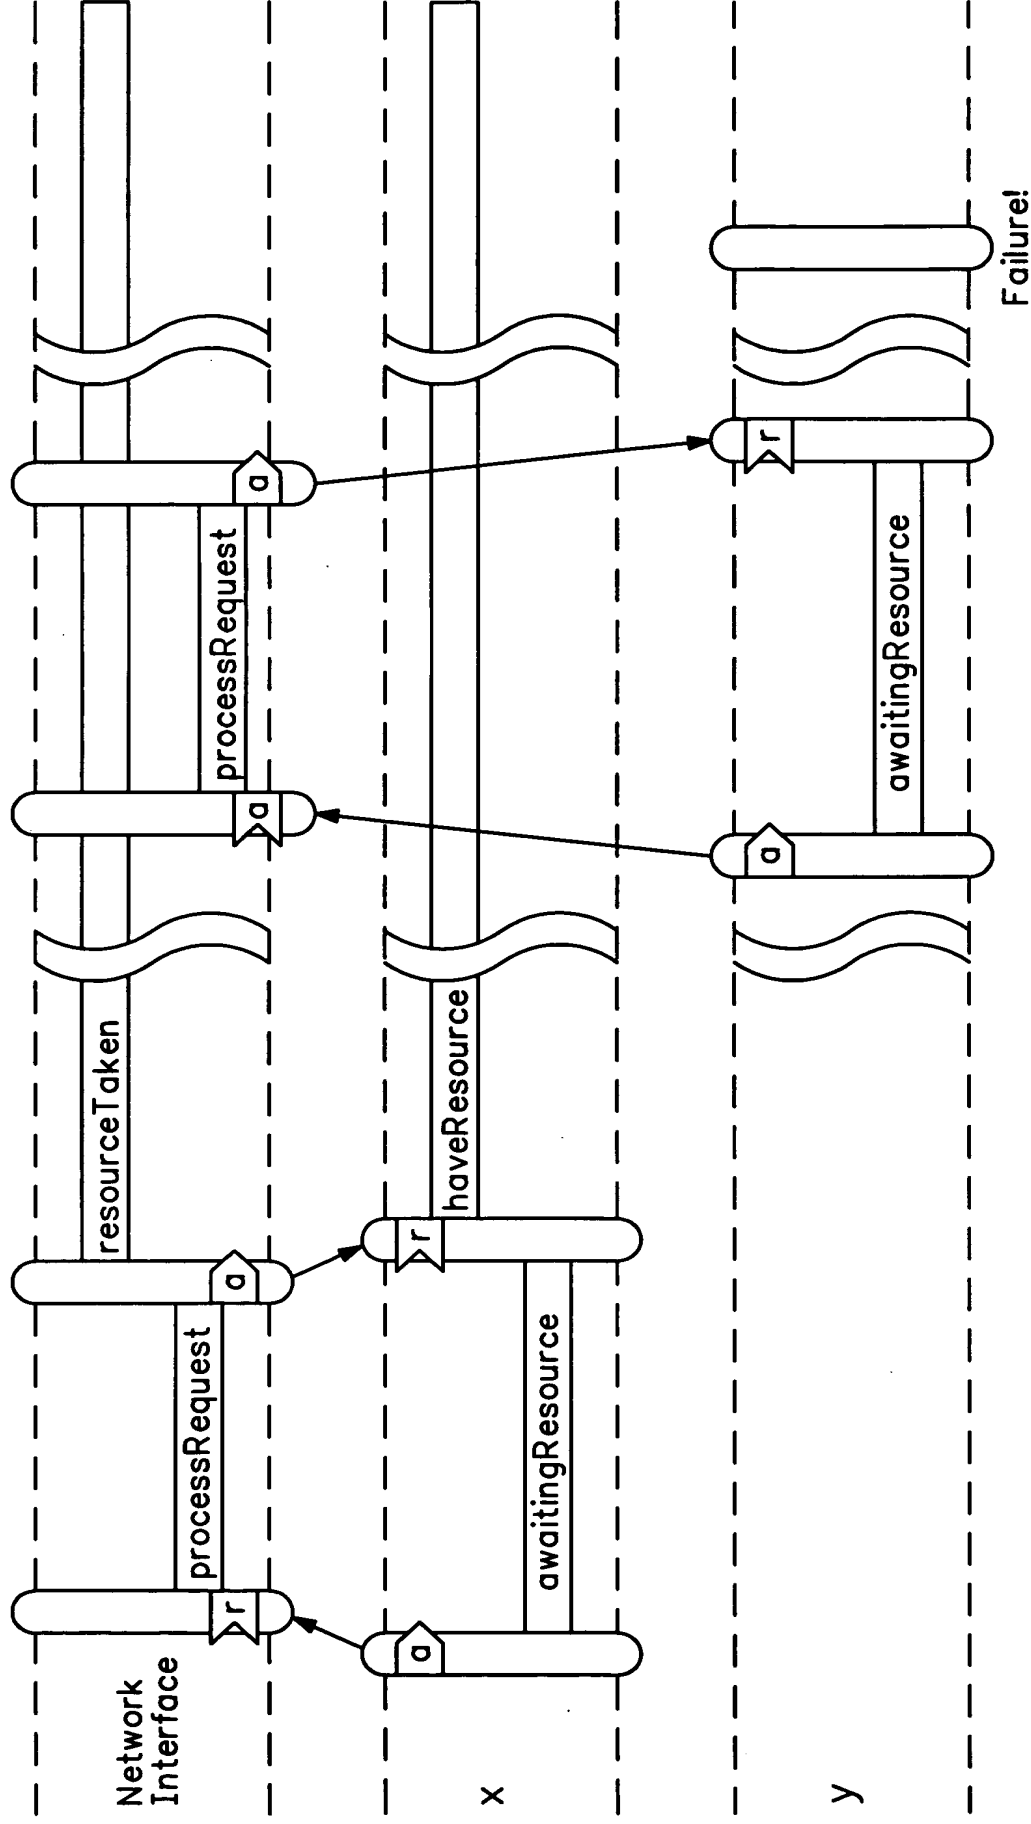 Network
Interface
r
processRequest
a
resourceTaken
a
processRequest
a
x
a
awaitingResource
r
haveResource
y
a
awaitingResource
r
Failure!